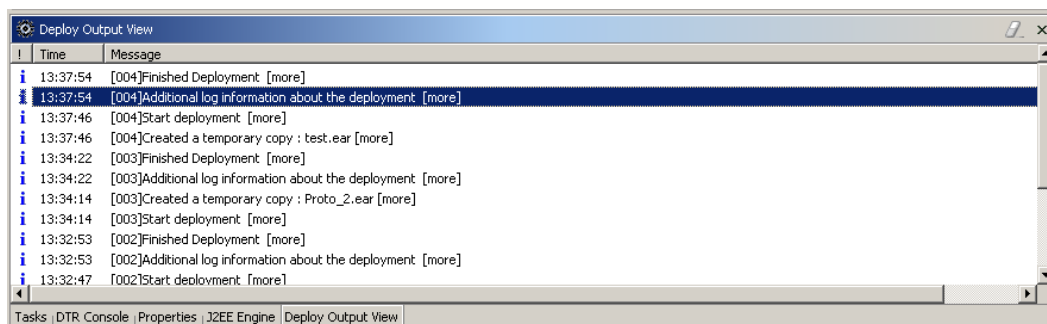 Deploy Output View
! Time Message
i 13:37:54 [004]Finished Deployment [more]
i 13:37:54 [004]Additional log information about the deployment [more]
i 13:37:46 [004]Start deployment [more]
i 13:37:46 [004]Created a temporary copy : test.ear [more]
i 13:34:22 [003]Finished Deployment [more]
i 13:34:22 [003]Additional log information about the deployment [more]
i 13:34:14 [003]Created a temporary copy : Proto_2.ear [more]
i 13:34:14 [003]Start deployment [more]
i 13:32:53 [002]Finished Deployment [more]
i 13:32:53 [002]Additional log information about the deployment [more]
i 13:32:47 [002]Start deployment [more]
Tasks DTR Console Properties J2EE Engine Deploy Output View